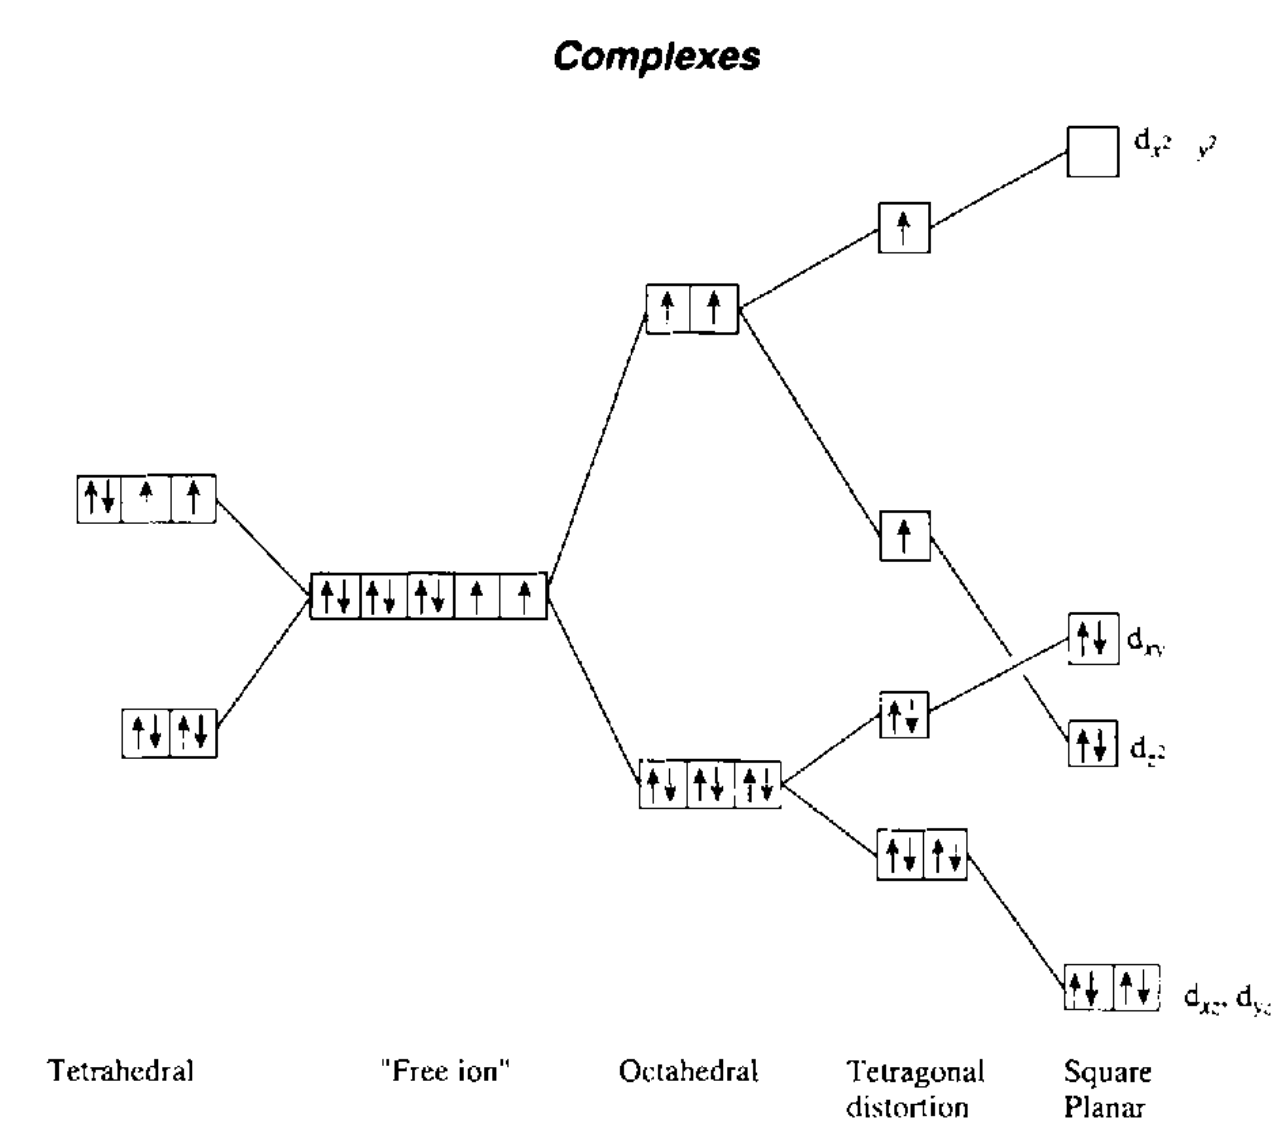 Complexes
d_{x²} _{y²}
d_{xy}
d_{z²}
d_{xz}, d_{yz}
Tetrahedral "Free ion" Octahedral Tetragonal distortion Square Planar